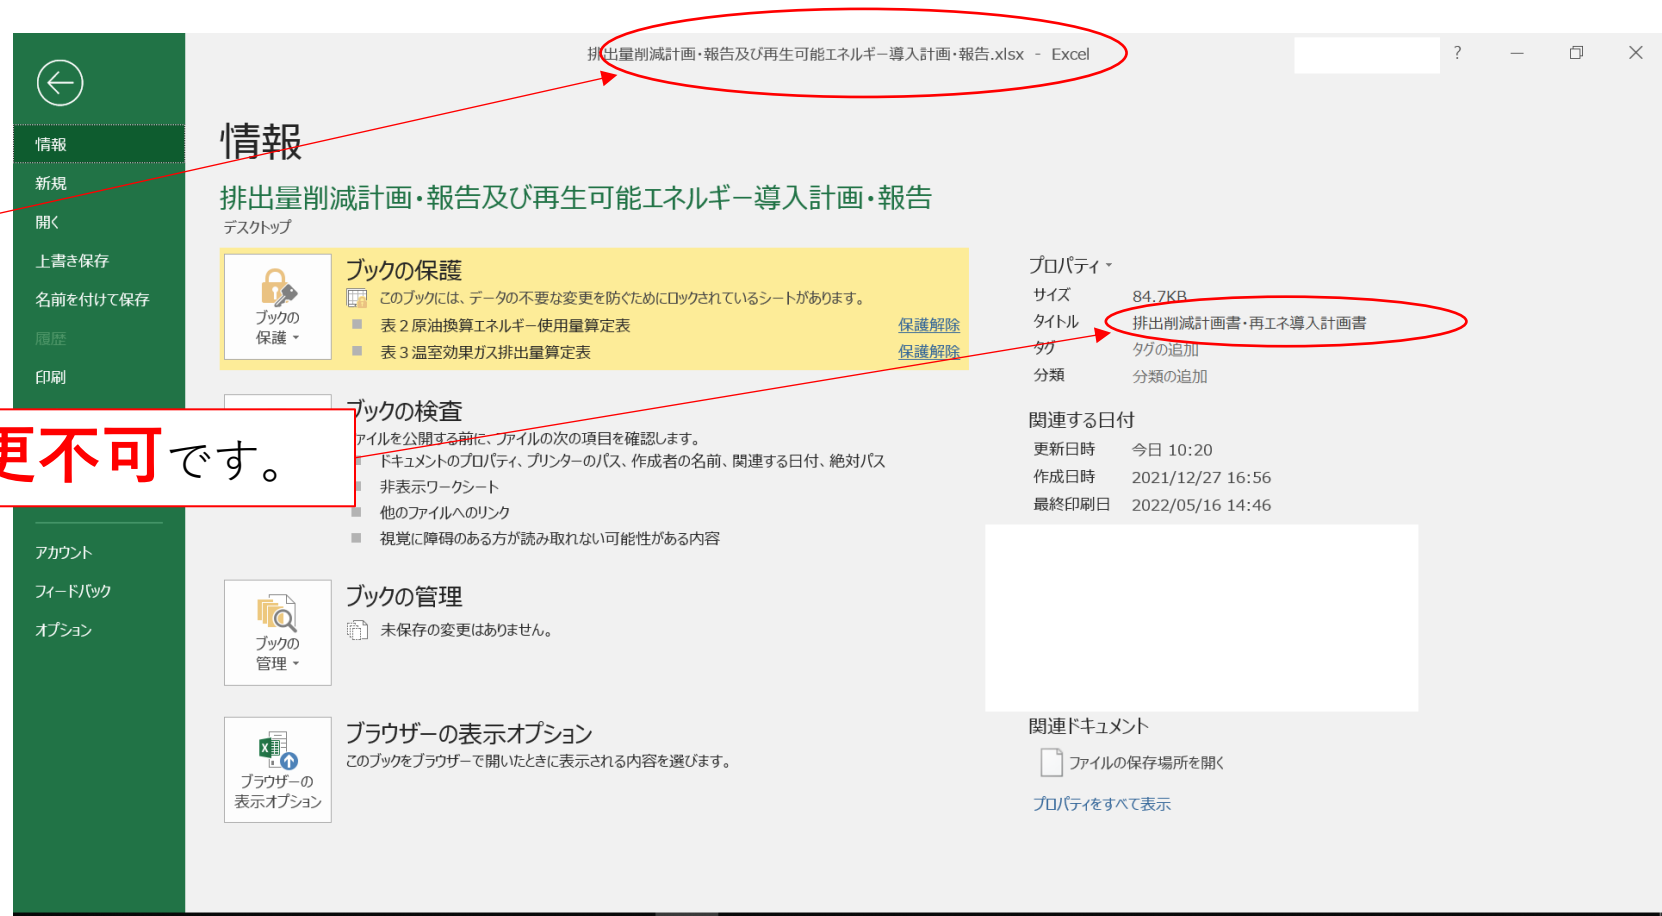 排出量削減計画・報告及び再生可能エネルギー導入計画・報告.xlsx - Excel
?
情報
新規
開く
上書き保存
名前を付けて保存
履歴
印刷
アカウント
フィードバック
オプション
情報
排出量削減計画・報告及び再生可能エネルギー導入計画・報告
デスクトップ
ブックの
保護
ブックの保護
このブックには、データの不要な変更を防ぐためにロックされているシートがあります。
表2原油換算エネルギー使用量算定表 保護解除
表3温室効果ガス排出量算定表 保護解除
更不可です。
ブックの検査
ァイルを公開する前に、ファイルの次の項目を確認します。
ドキュメントのプロパティ、プリンターのパス、作成者の名前、関連する日付、絶対パス
非表示ワークシート
他のファイルへのリンク
視覚に障碍のある方が読み取れない可能性がある内容
ブックの
管理
ブックの管理
未保存の変更はありません。
ブラウザーの
表示オプション
ブラウザーの表示オプション
このブックをブラウザーで開いたときに表示される内容を選びます。
プロパティ
サイズ 84.7KB
タイトル 排出削減計画書・再エネ導入計画書
タグ タグの追加
分類 分類の追加
関連する日付
更新日時 今日 10:20
作成日時 2021/12/27 16:56
最終印刷日 2022/05/16 14:46
関連ドキュメント
ファイルの保存場所を開く
プロパティをすべて表示